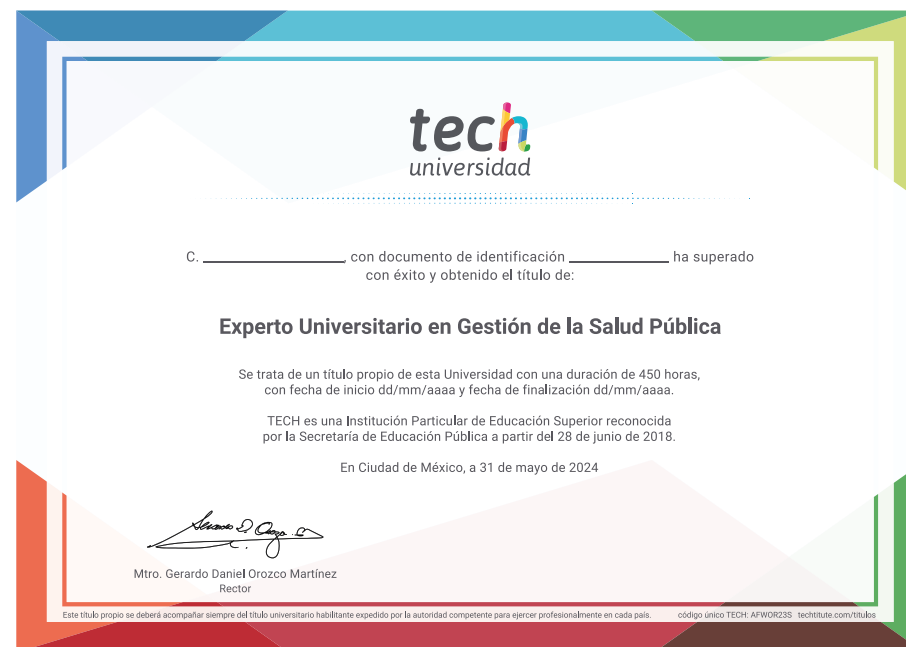 tech
universidad
C. ____________, con documento de identificación ____________ ha superado
con éxito y obtenido el título de:
Experto Universitario en Gestión de la Salud Pública
Se trata de un título propio de esta Universidad con una duración de 450 horas,
con fecha de inicio dd/mm/aaaa y fecha de finalización dd/mm/aaaa.
TECH es una Institución Particular de Educación Superior reconocida
por la Secretaría de Educación Pública a partir del 28 de junio de 2018.
En Ciudad de México, a 31 de mayo de 2024
Mtro. Gerardo Daniel Orozco Martínez
Rector
Este título propio se deberá acompañar siempre del título universitario habilitante expedido por la autoridad competente para ejercer profesionalmente en cada país. código único TECH: AFWOR23S techtitute.com/titulos